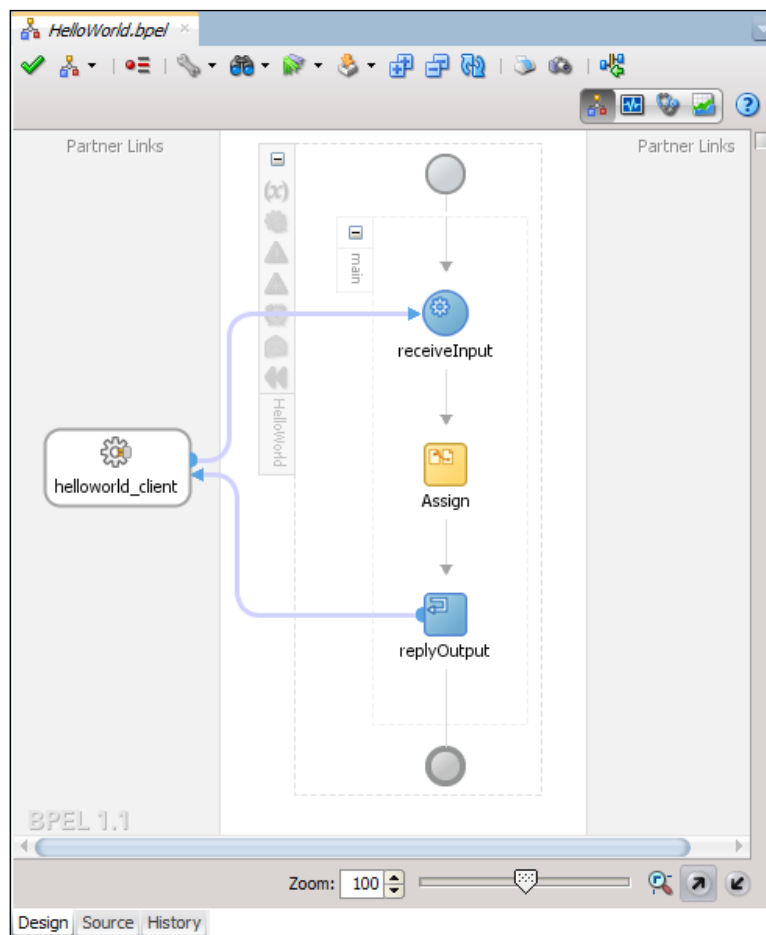 HelloWorld.bpel
Partner Links
Partner Links
(x)
main
receiveInput
HelloWorld
helloworld_client
Assign
replyOutput
BPEL 1.1
Zoom: 100
Design Source History